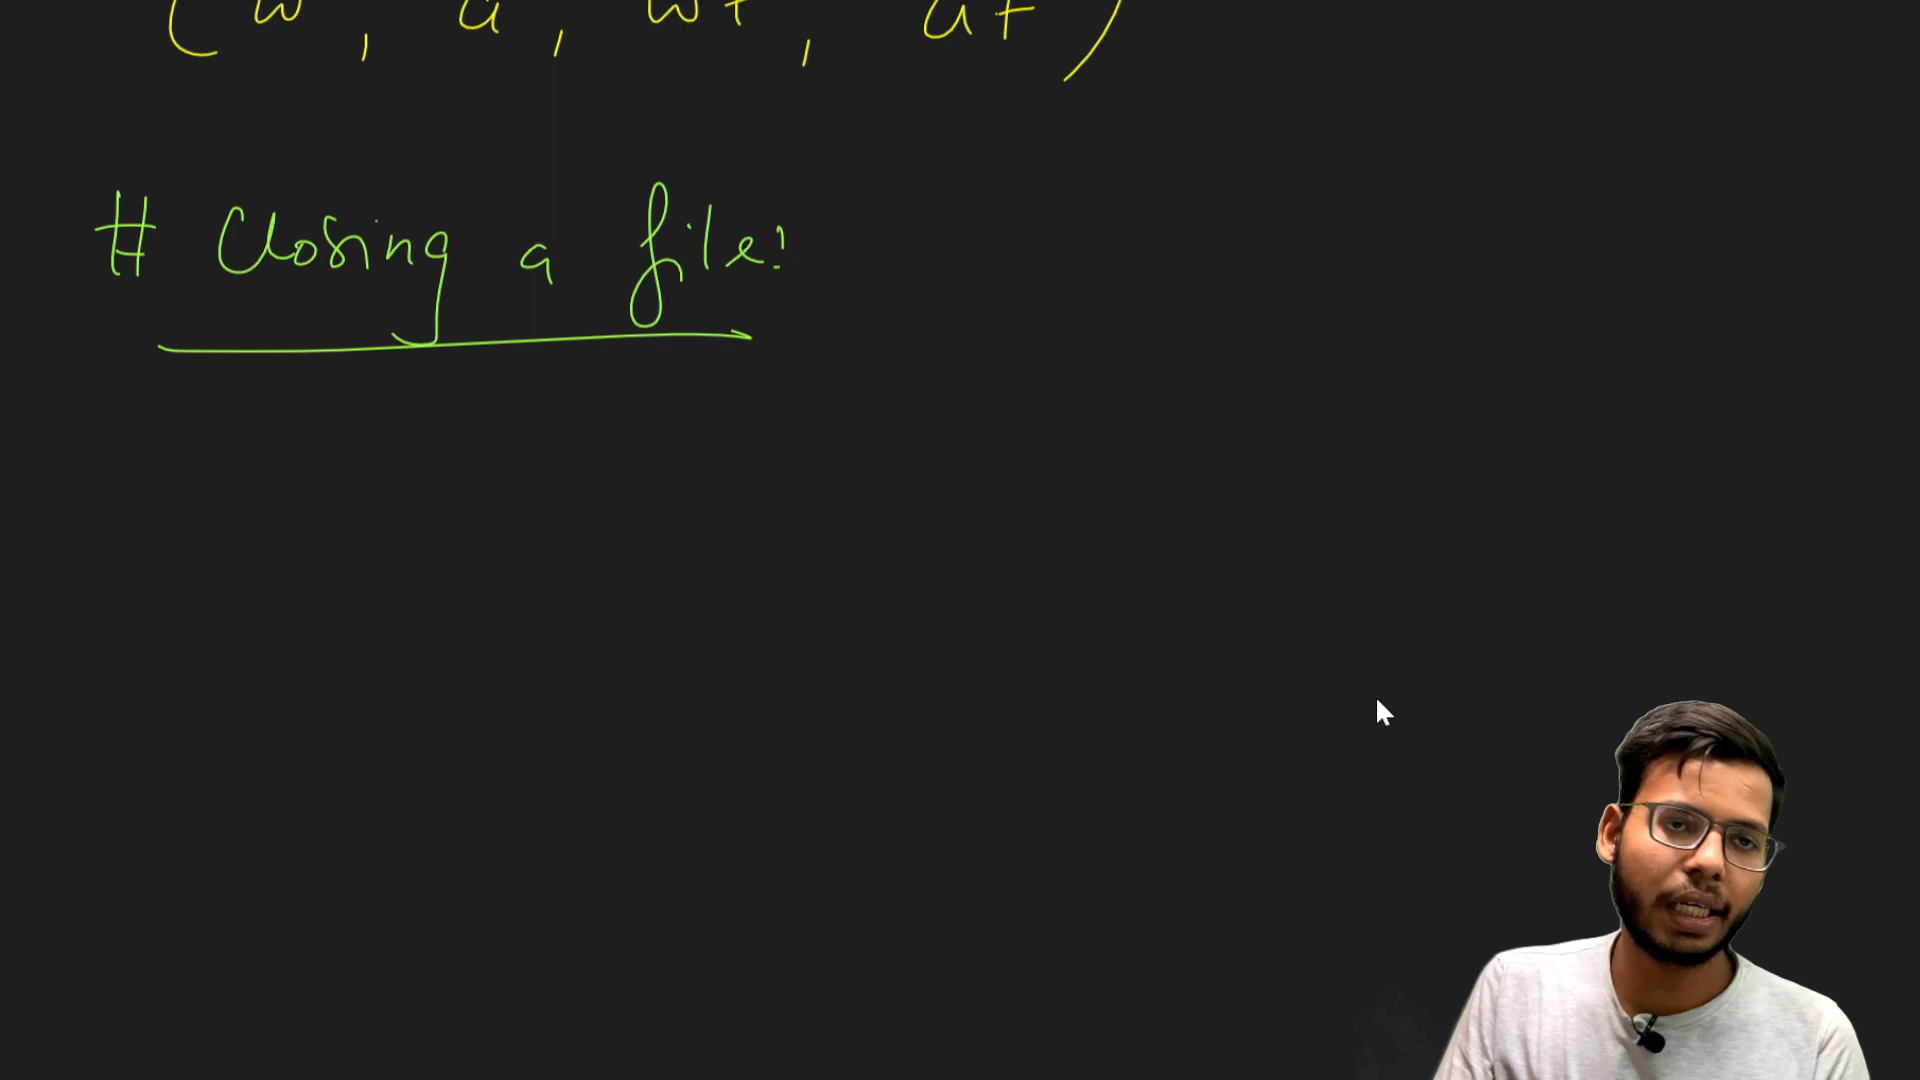 (w, a, w+, a+)
# Closing a file: